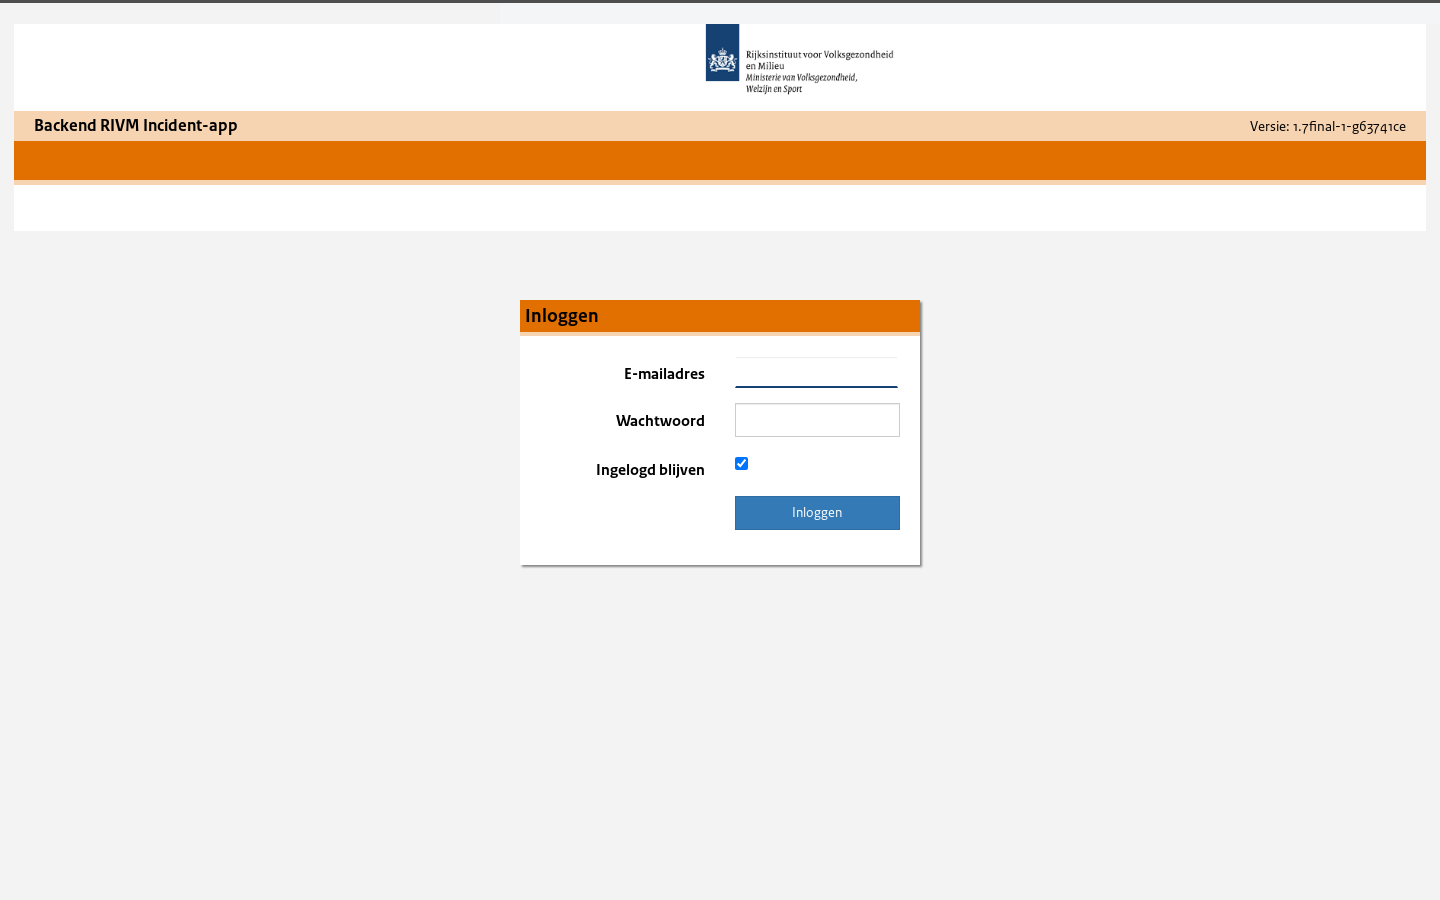 Rijksinstituut voor Volksgezondheid
en Milieu
Ministerie van Volksgezondheid,
Welzijn en Sport
Backend RIVM Incident-app
Versie: 1.7final-1-g63741ce
Inloggen
E-mailadres
Wachtwoord
Ingelogd blijven
Inloggen